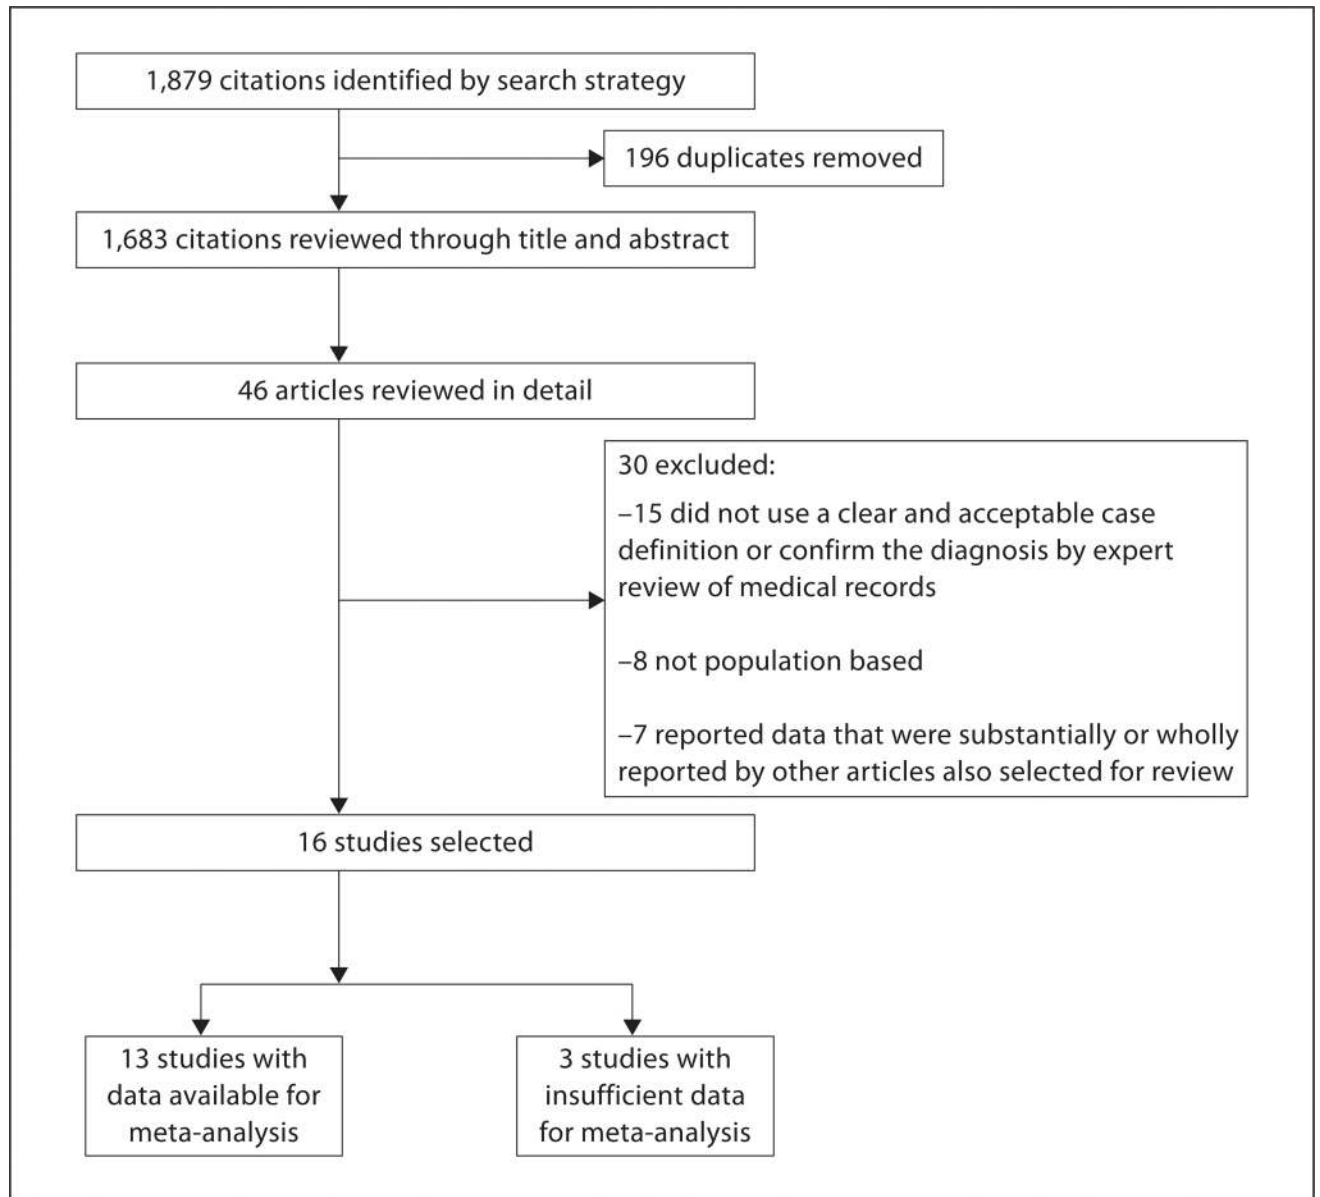 1,879 citations identified by search strategy
196 duplicates removed
1,683 citations reviewed through title and abstract
46 articles reviewed in detail
30 excluded:
–15 did not use a clear and acceptable case
definition or confirm the diagnosis by expert
review of medical records
–8 not population based
–7 reported data that were substantially or wholly
reported by other articles also selected for review
16 studies selected
13 studies with
data available for
meta-analysis
3 studies with
insufficient data
for meta-analysis